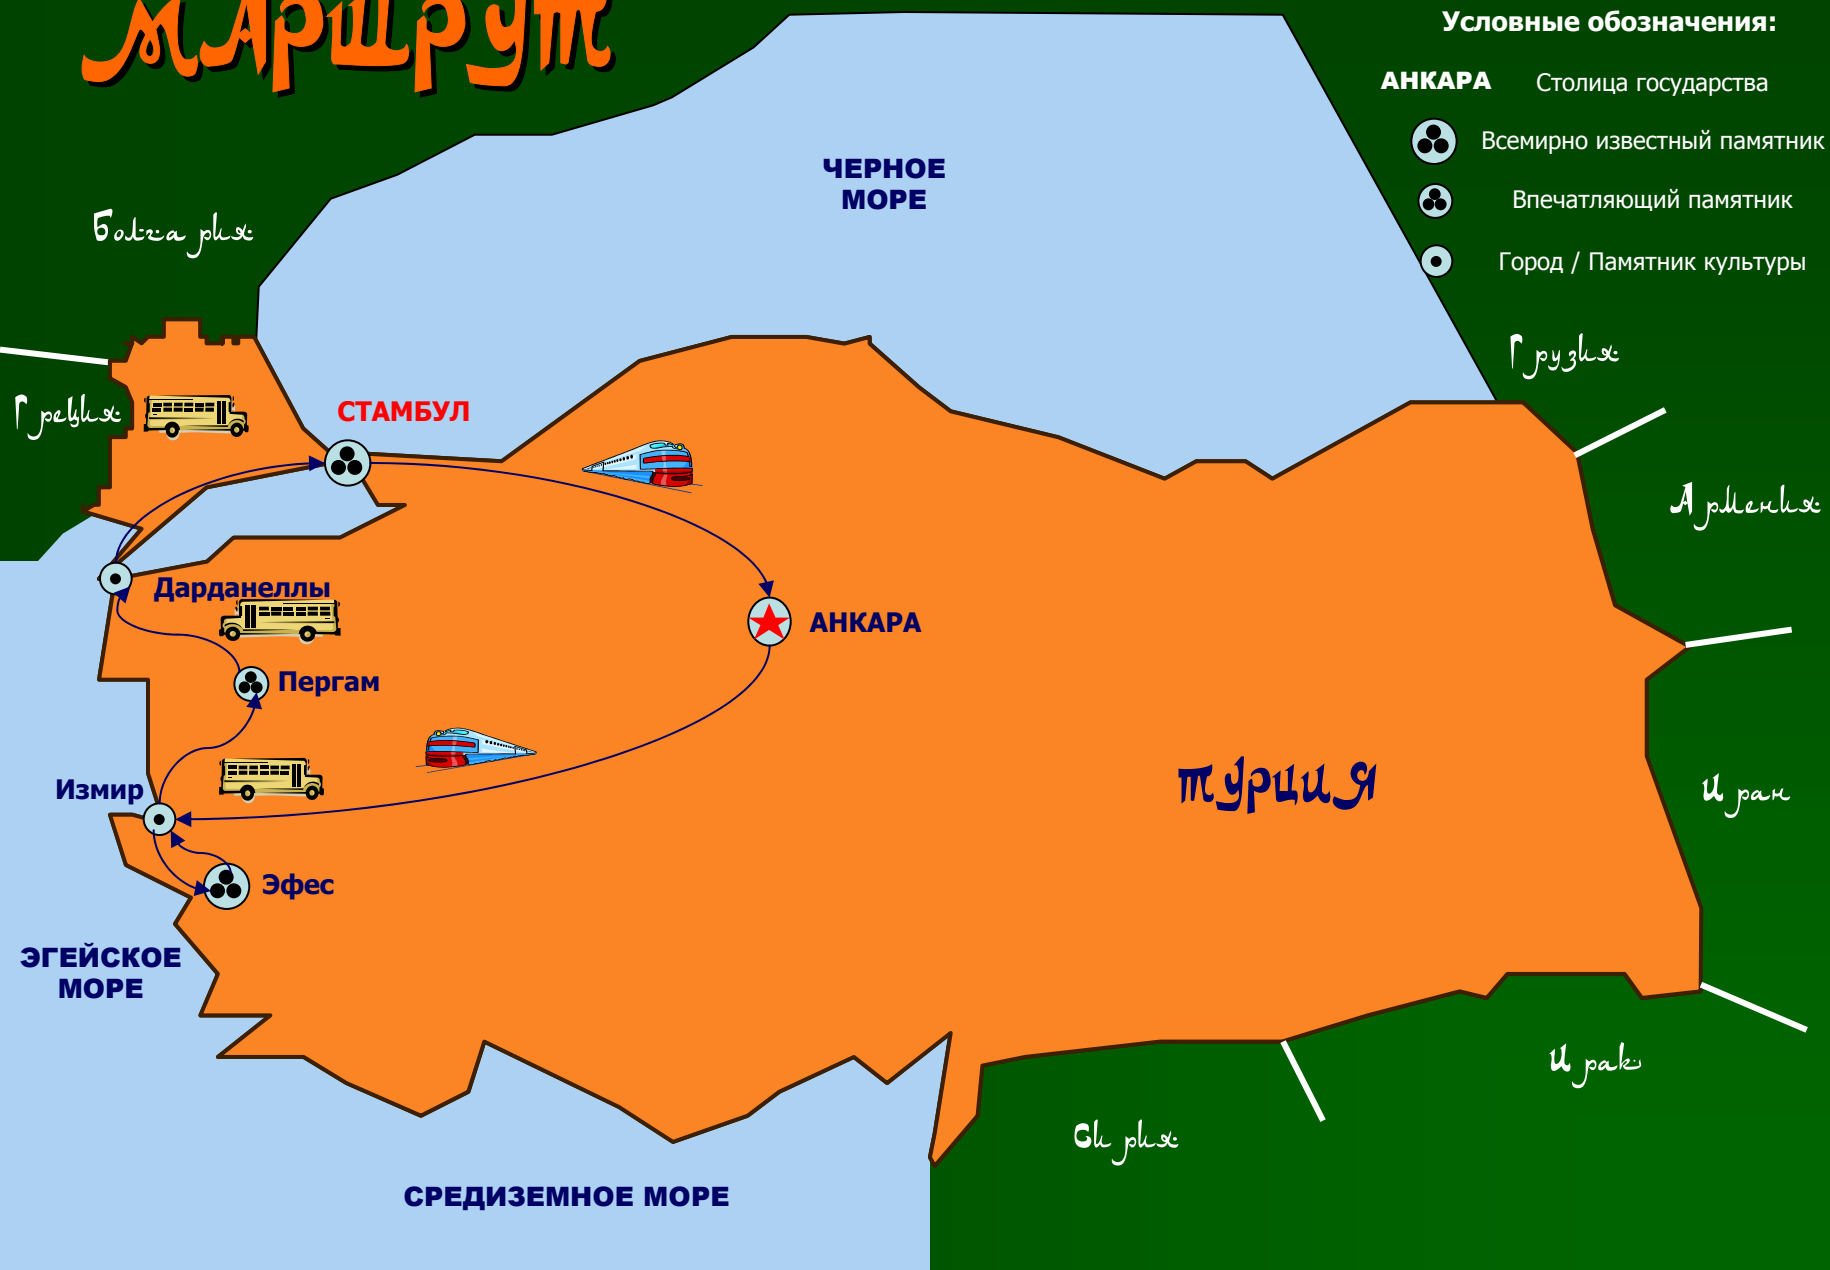 Маршрут
Условные обозначения:
АНКАРА Столица государства
Всемирно известный памятник
Впечатляющий памятник
Город / Памятник культуры
ЧЕРНОЕ
МОРЕ
Болгария
Грузия
Греция
СТАМБУЛ
Армения
Дарданеллы
АНКАРА
Пергам
Измир
Турция
Иран
Эфес
ЭГЕЙСКОЕ
МОРЕ
Ирак
Сирия
СРЕДИЗЕМНОЕ МОРЕ